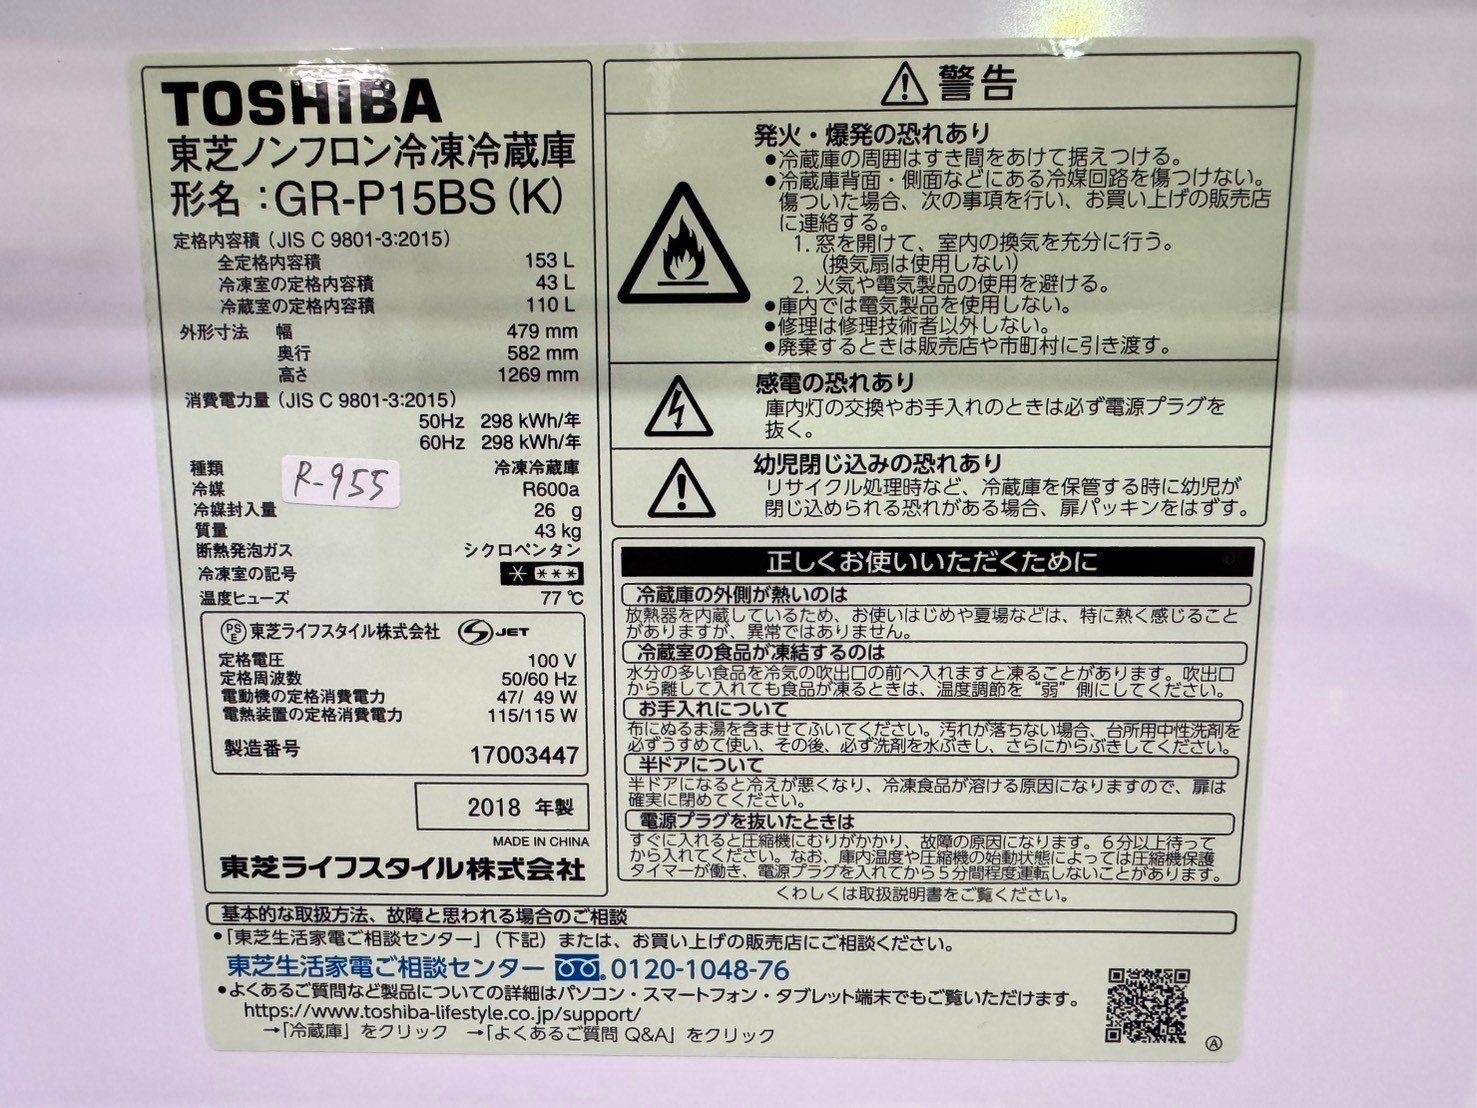 TOSHIBA
東芝ノンフロン冷凍冷蔵庫
形名：GR-P15BS (K)
定格内容積 (JIS C 9801-3:2015)
全定格内容積 153 L
冷凍室の定格内容積 43 L
冷蔵室の定格内容積 110 L
外形寸法 幅 479 mm
奥行 582 mm
高さ 1269 mm
消費電力量 (JIS C 9801-3:2015)
50Hz 298 kWh/年
60Hz 298 kWh/年
種類 冷凍冷蔵庫
R-955
冷媒 R600a
冷媒封入量 26 g
質量 43 kg
断熱発泡ガス シクロペンタン
冷凍室の記号 * ***
温度ヒューズ 77 ℃
PSE 東芝ライフスタイル株式会社 JET
定格電圧 100 V
定格周波数 50/60 Hz
電動機の定格消費電力 47/ 49 W
電熱装置の定格消費電力 115/115 W
製造番号 17003447
2018 年製
MADE IN CHINA
東芝ライフスタイル株式会社
警告
発火・爆発の恐れあり
●冷蔵庫の周囲はすき間をあけて据えつける。
●冷蔵庫背面・側面などにある冷媒回路を傷つけない。
傷ついた場合、次の事項を行い、お買い上げの販売店
に連絡する。
1. 窓を開けて、室内の換気を充分に行う。
(換気扇は使用しない)
2. 火気や電気製品の使用を避ける。
●庫内では電気製品を使用しない。
●修理は修理技術者以外しない。
●廃棄するときは販売店や市町村に引き渡す。
感電の恐れあり
庫内灯の交換やお手入れのときは必ず電源プラグを
抜く。
幼児閉じ込みの恐れあり
リサイクル処理時など、冷蔵庫を保管する時に幼児が
閉じ込められる恐れがある場合、扉パッキンをはずす。
正しくお使いいただくために
冷蔵庫の外側が熱いのは
放熱器を内蔵しているため、お使いはじめや夏場などは、特に熱く感じること
がありますが、異常ではありません。
冷蔵室の食品が凍結するのは
水分の多い食品を冷気の吹出口の前へ入れますと凍ることがあります。吹出口
から離して入れても食品が凍るときは、温度調節を“弱”側にしてください。
お手入れについて
布にぬるま湯を含ませてふいてください。汚れが落ちない場合、台所用中性洗剤を
必ずうすめて使い、その後、必ず洗剤を水ぶきし、さらにからぶきしてください。
半ドアについて
半ドアになると冷えが悪くなり、冷凍食品が溶ける原因になりますので、扉は
確実に閉めてください。
電源プラグを抜いたときは
すぐに入れると圧縮機にむりがかかり、故障の原因になります。6分以上待って
から入れてください。なお、庫内温度や圧縮機の始動状態によっては圧縮機保護
タイマーが働き、電源プラグを入れてから5分間程度運転しないことがあります。
くわしくは取扱説明書をご覧ください。
基本的な取扱方法、故障と思われる場合のご相談
●「東芝生活家電ご相談センター」（下記）または、お買い上げの販売店にご相談ください。
東芝生活家電ご相談センター 0120-1048-76
●よくあるご質問など製品についての詳細はパソコン・スマートフォン・タブレット端末でもご覧いただけます。
https://www.toshiba-lifestyle.co.jp/support/
→「冷蔵庫」をクリック →「よくあるご質問 Q&A」をクリック
Ⓐ